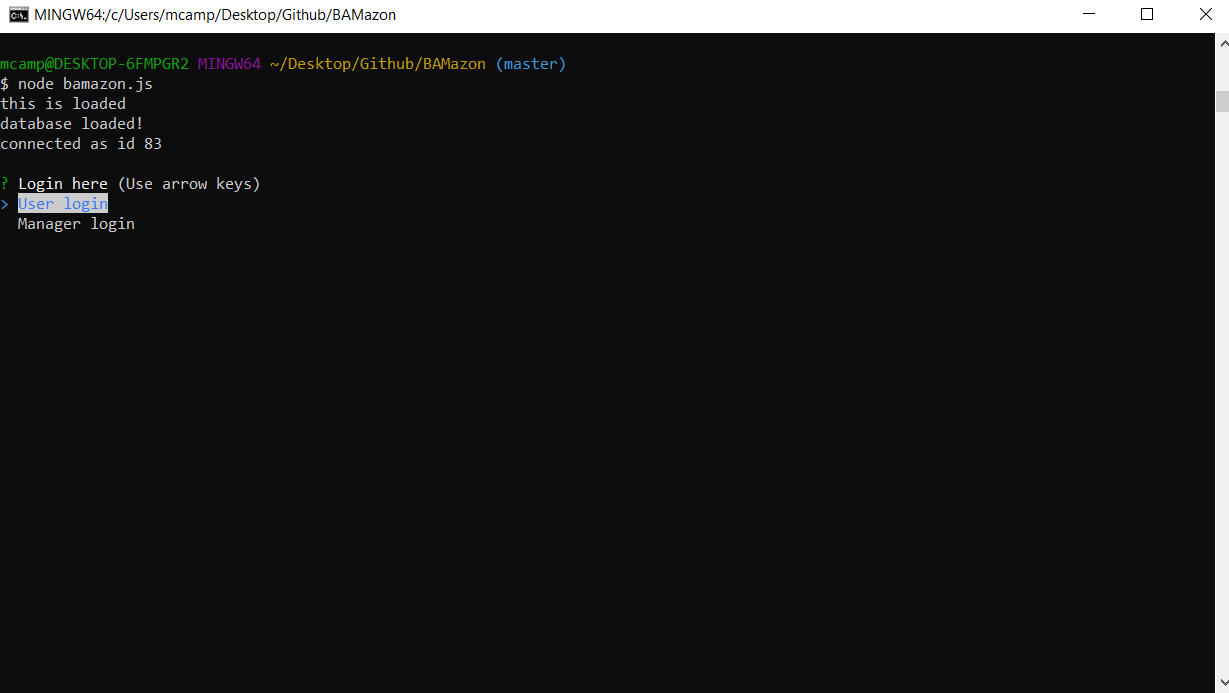 MINGW64:/c/Users/mcamp/Desktop/Github/BAMazon
mcamp@DESKTOP-6FMPGR2 MINGW64 ~/Desktop/Github/BAMazon (master)
$ node bamazon.js
this is loaded
database loaded!
connected as id 83
? Login here (Use arrow keys)
> User login
Manager login